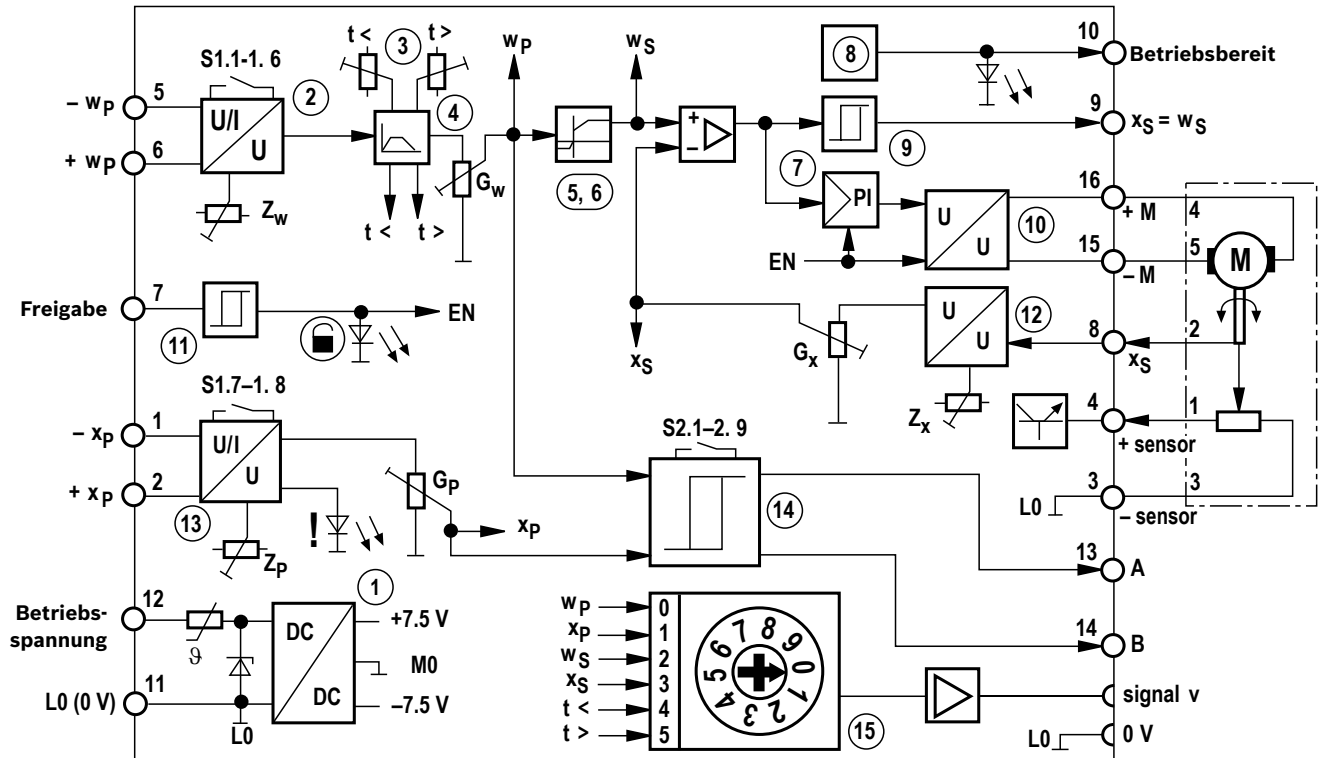 S1.1-1. 6
2
– wP
5
+ wP
6
U/I
U
Zw
t <
3
t >
4
Gw
t <
t >
wP
5, 6
wS
+
–
7
8
9
PI
EN
10
Betriebsbereit
9
xS = wS
U
U
10
16
+ M
15
– M
4
5
M
Freigabe
7
11
EN
xS
Gx
U
U
12
Zx
8
xS
2
4
+ sensor
1
L0
3
– sensor
3
S1.7–1. 8
– xP
1
+ xP
2
U/I
U
13
ZP
!
GP
xP
S2.1–2. 9
14
13
A
14
B
Betriebs-
spannung
12
ϑ
L0 (0 V)
11
L0
1
DC
DC
+7.5 V
M0
–7.5 V
wP
0
xP
1
wS
2
xS
3
t <
4
t >
5
0 1 2 3 4 5 6 7 8 9
15
signal v
L0
0 V